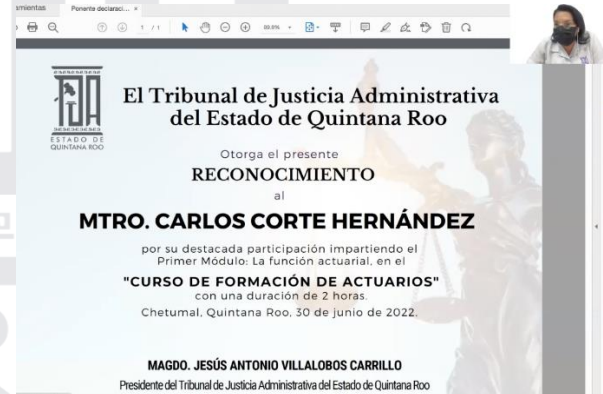 Ponente declaraci... ×
1 / 1
El Tribunal de Justicia Administrativa
del Estado de Quintana Roo
ESTADO DE
QUINTANA ROO
Otorga el presente
RECONOCIMIENTO
al
MTRO. CARLOS CORTE HERNÁNDEZ
por su destacada participación impartiendo el
Primer Módulo: La función actuarial, en el
"CURSO DE FORMACIÓN DE ACTUARIOS"
con una duración de 2 horas.
Chetumal, Quintana Roo, 30 de junio de 2022.
MAGDO. JESÚS ANTONIO VILLALOBOS CARRILLO
Presidente del Tribunal de Justicia Administrativa del Estado de Quintana Roo